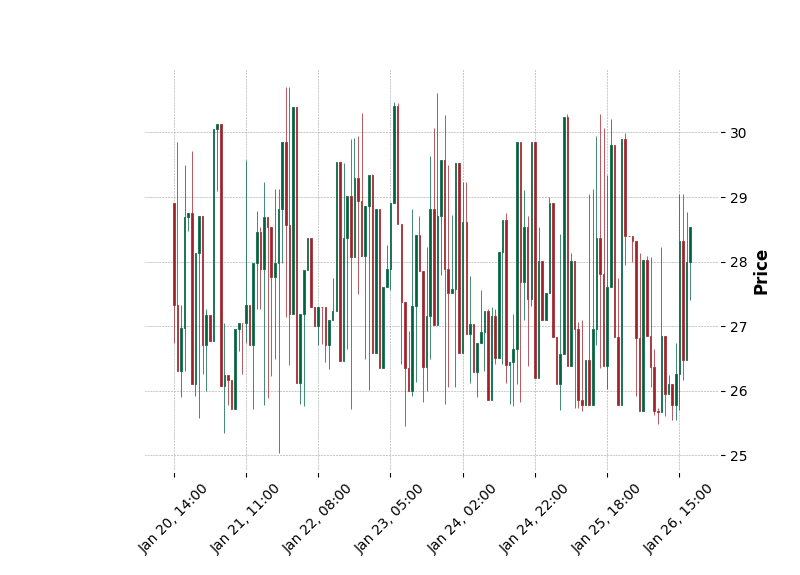 30
29
28
27
26
25
Price
Jan 20, 14:00
Jan 21, 11:00
Jan 22, 08:00
Jan 23, 05:00
Jan 24, 02:00
Jan 24, 22:00
Jan 25, 18:00
Jan 26, 15:00